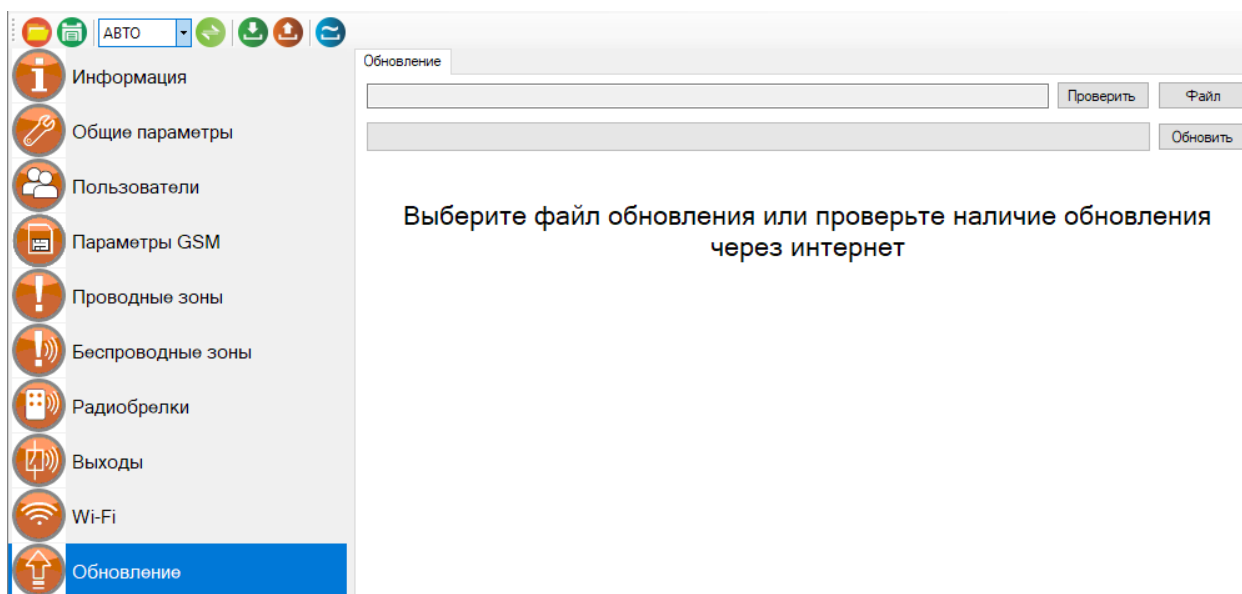 АВТО
Информация
Общие параметры
Пользователи
Параметры GSM
Проводные зоны
Беспроводные зоны
Радиобрелки
Выходы
Wi-Fi
Обновление
Обновление
Проверить
Файл
Обновить
Выберите файл обновления или проверьте наличие обновления
через интернет